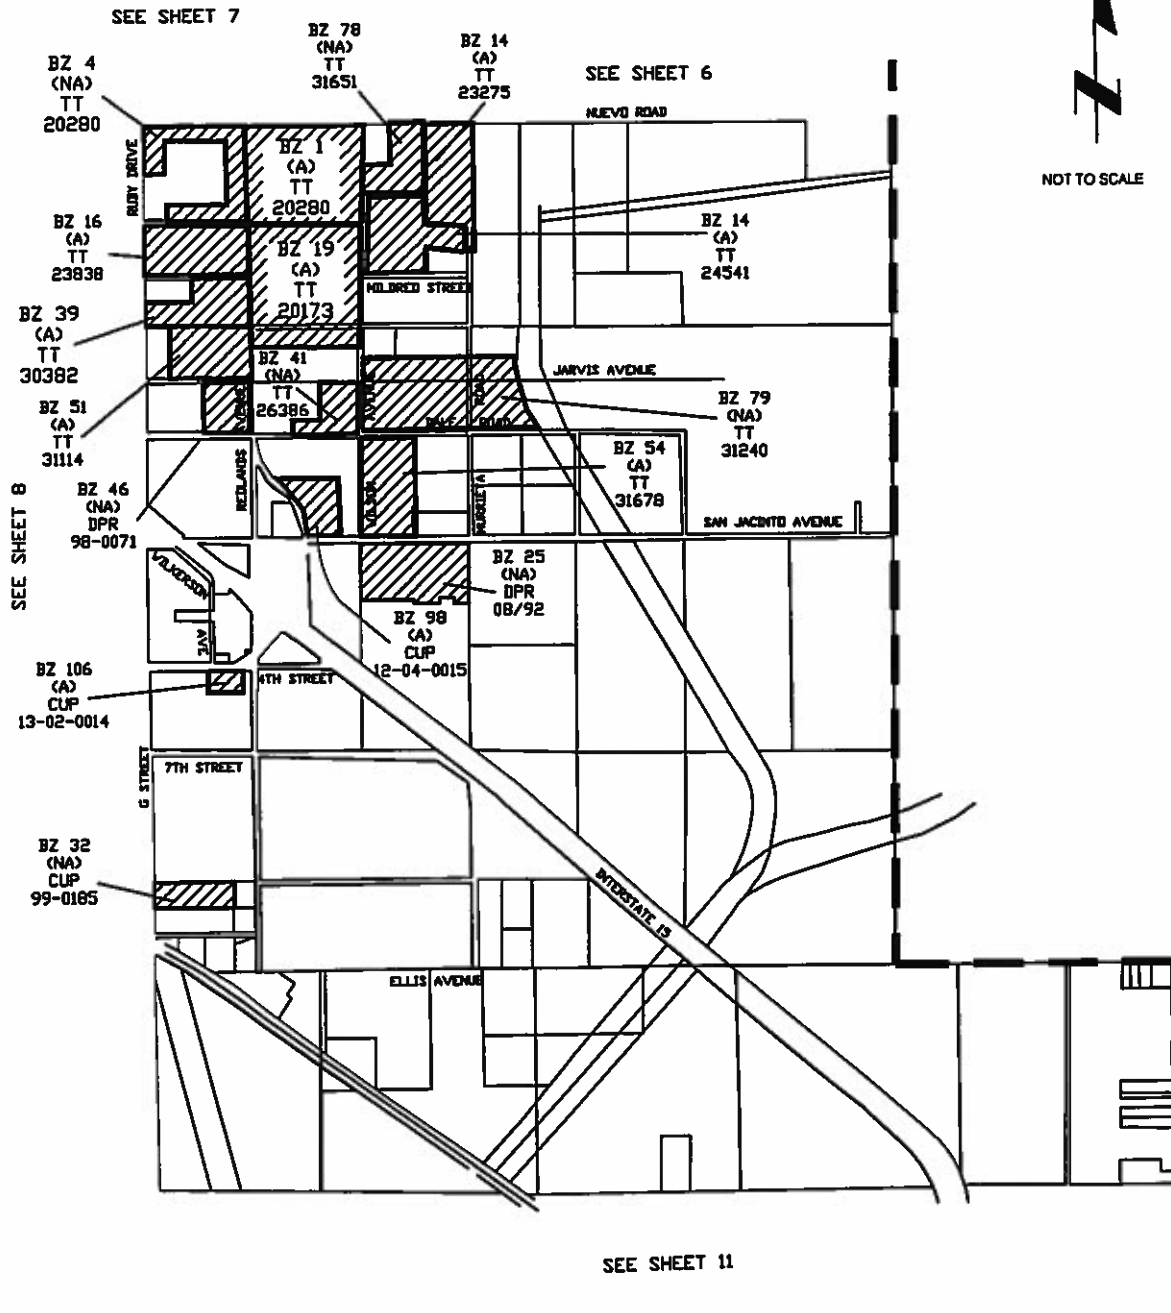 SEE SHEET 7
BZ 78
(NA)
TT
31651
BZ 14
(A)
TT
23275
SEE SHEET 6
BZ 4
(NA)
TT
20280
NUEVO ROAD
RUBY DRIVE
BZ 1
(A)
TT
20280
NOT TO SCALE
BZ 16
(A)
TT
23838
BZ 14
(A)
TT
24541
BZ 19
(A)
TT
20173
MILDRED STREET
BZ 39
(A)
TT
30382
BZ 41
(NA)
TT
26386
JARVIS AVENUE
AVENUE
AVENUE
ROAD
BZ 79
(NA)
TT
31240
DALE ROAD
BZ 51
(A)
TT
31114
REDLANDS
WILSON
MURRIETA
BZ 54
(A)
TT
31678
SAN JACINTO AVENUE
SEE SHEET 8
BZ 46
(NA)
DPR
98-0071
WILKERSON
AVE.
BZ 25
(NA)
DPR
08/92
BZ 98
(A)
CUP
12-04-0015
BZ 106
(A)
CUP
13-02-0014
4TH STREET
G STREET
7TH STREET
BZ 32
(NA)
CUP
99-0185
INTERSTATE 15
ELLIS AVENUE
SEE SHEET 11